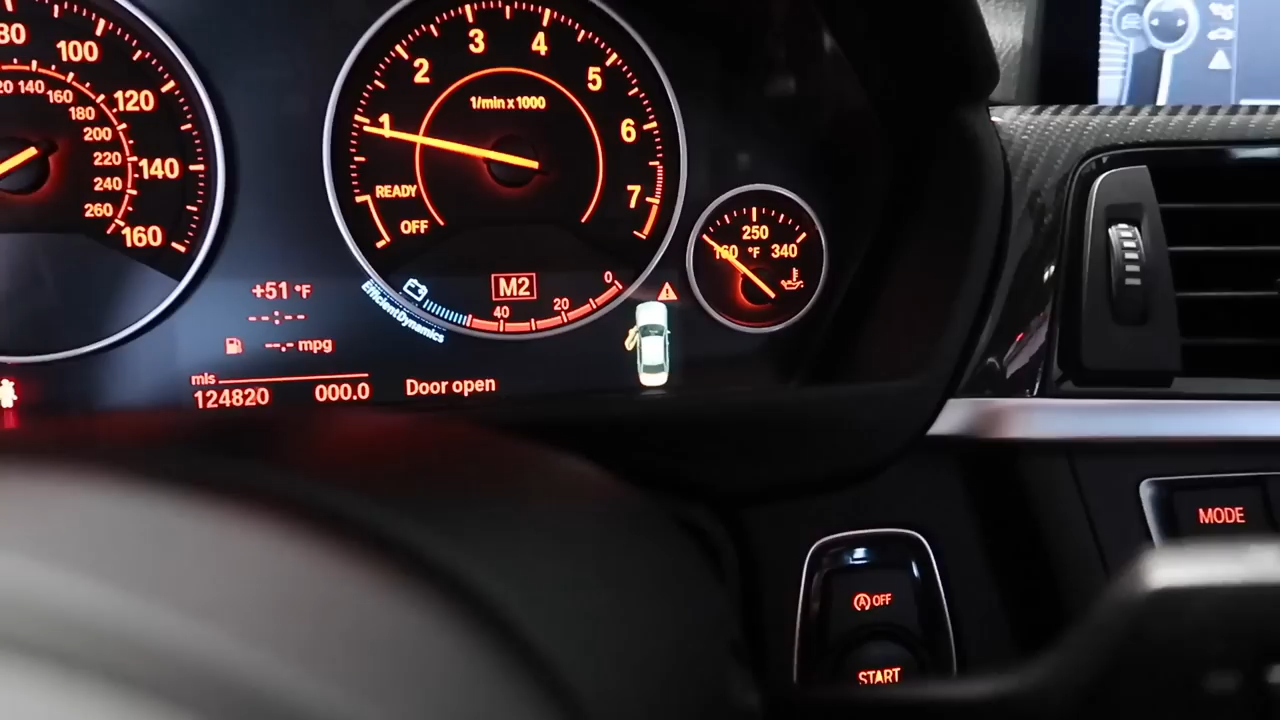 80
100
120
140
160
20 140
160
180
200
220
240
260
1
2
3
4
5
6
7
1/min x 1000
READY
OFF
160 250 340
°F
+51 °F
--:--
--.- mpg
EfficientDynamics
M2
40 20 0
mls
124820 000.0
Door open
MODE
OFF
START